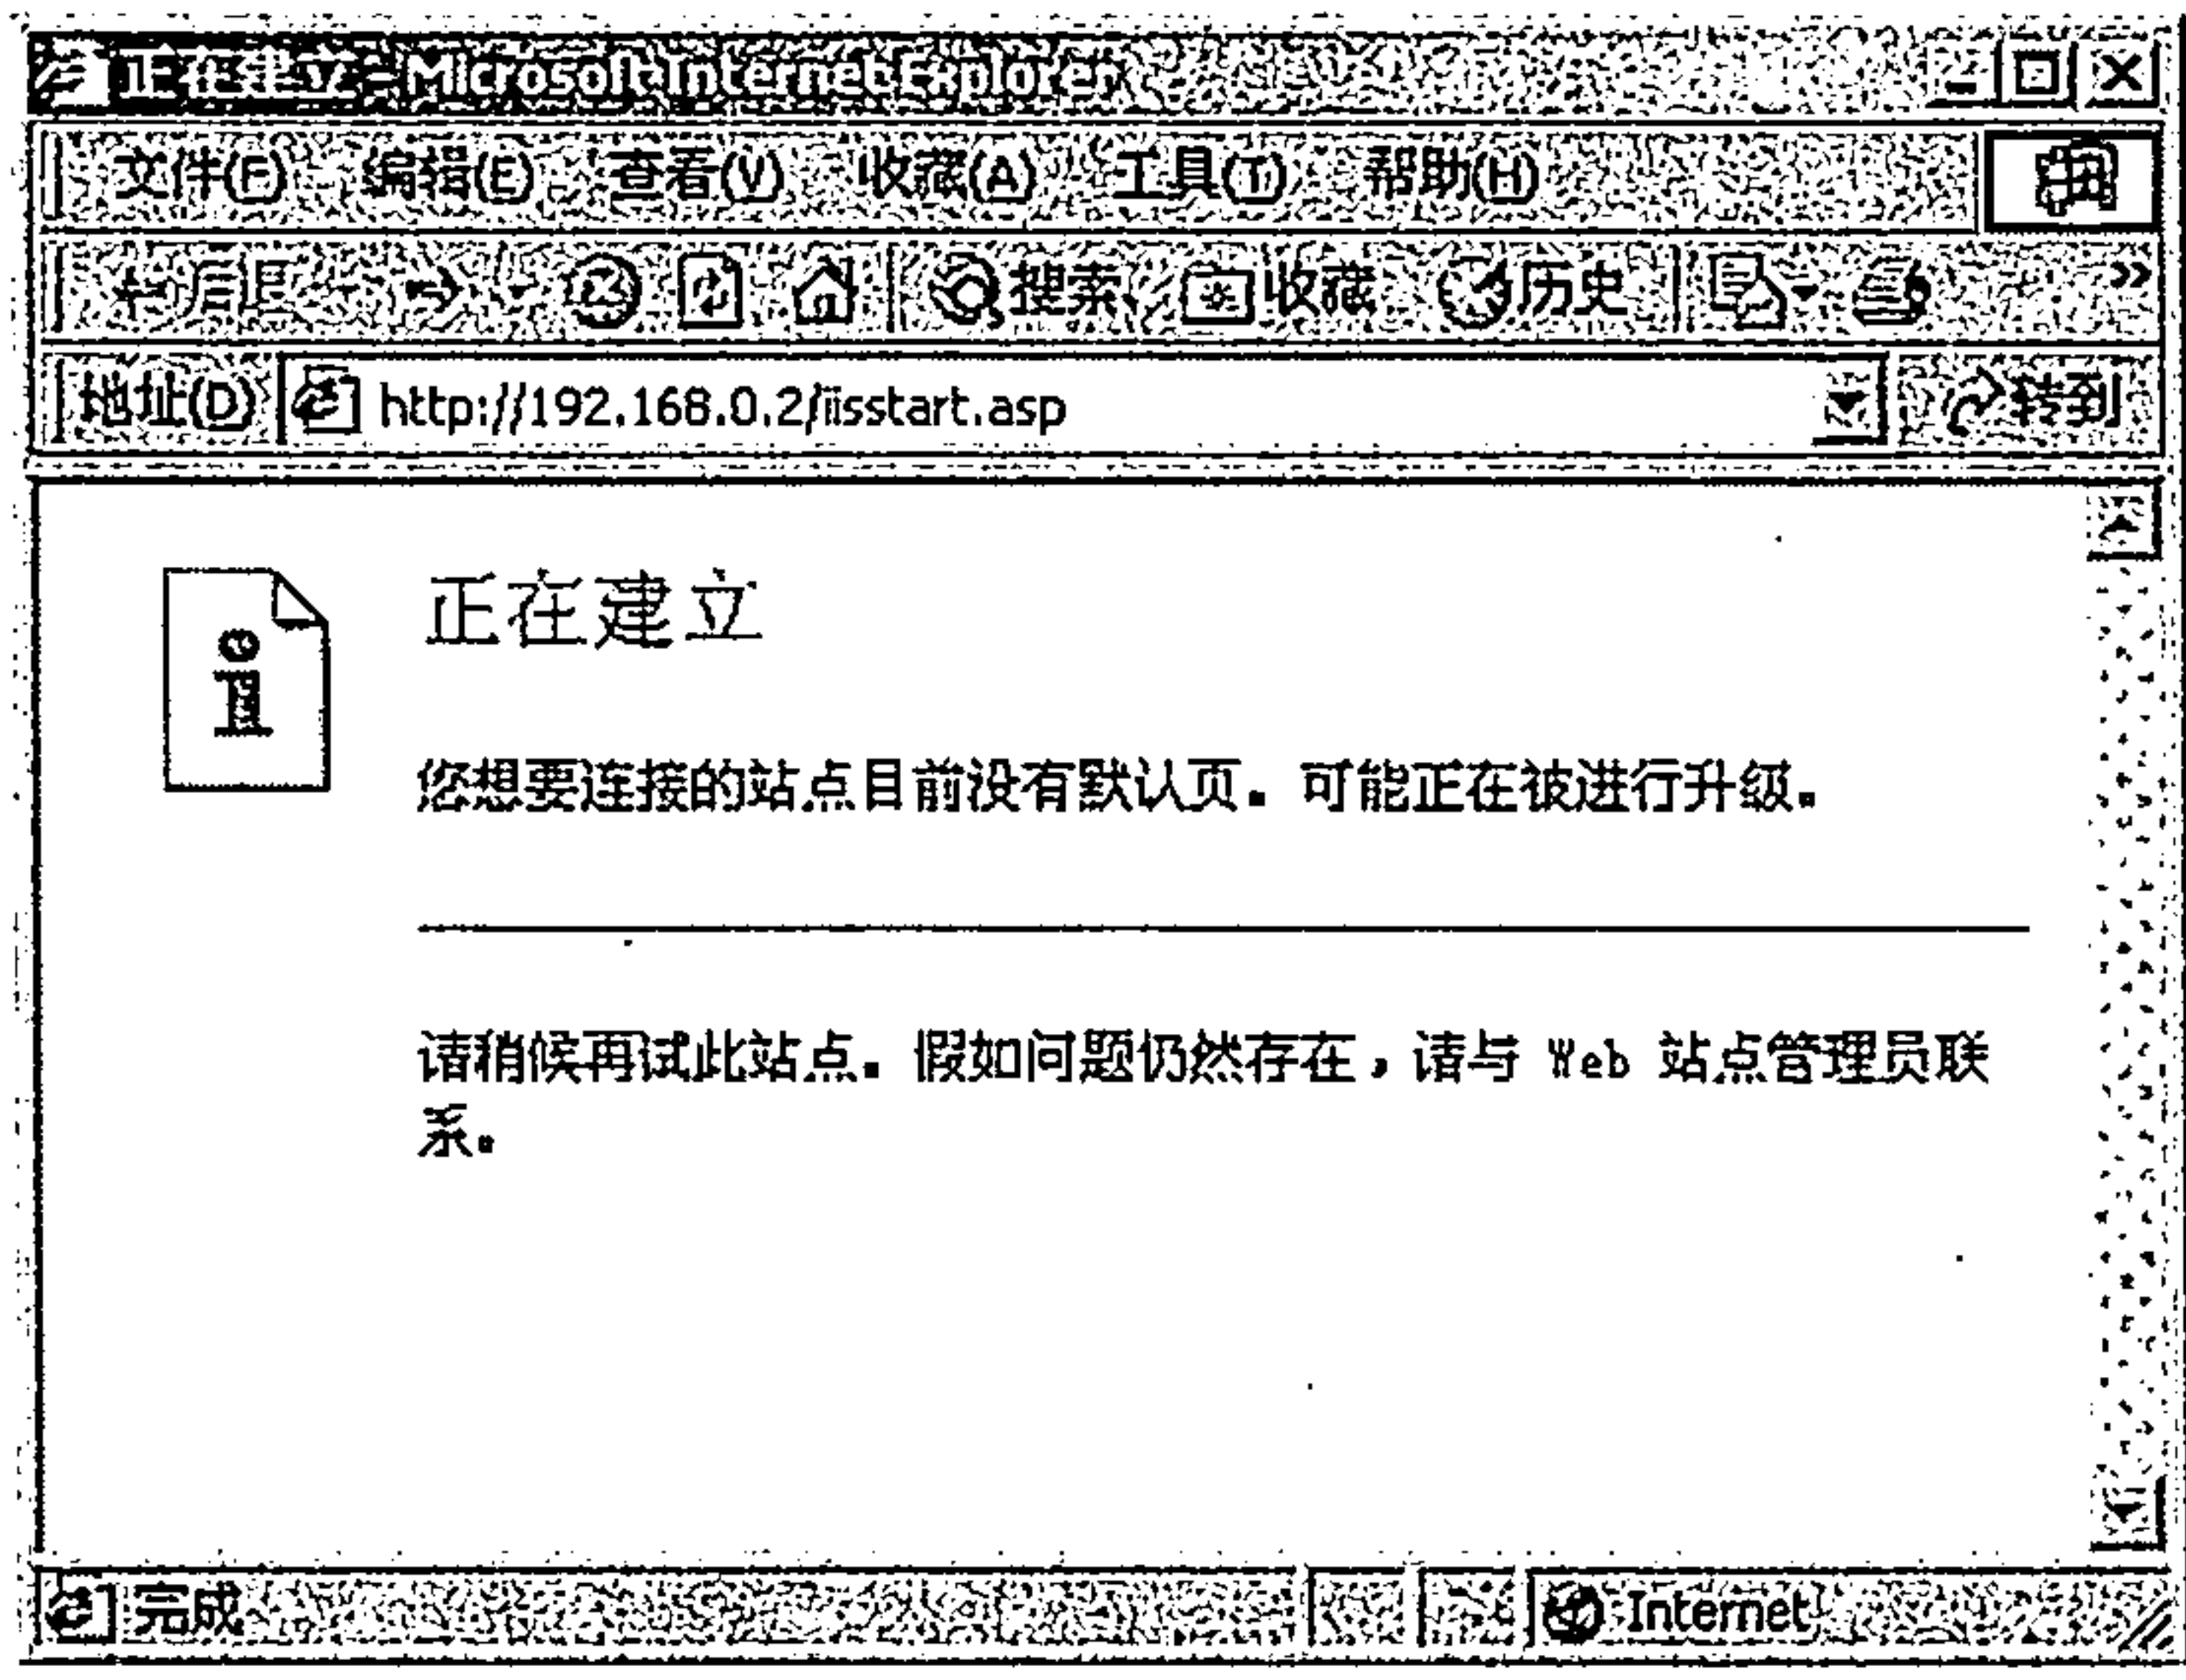 正在建立 - Microsoft Internet Explorer
文件(F) 编辑(E) 查看(V) 收藏(A) 工具(T) 帮助(H)
搜索 收藏 历史 »
地址(D) http://192.168.0.2/iisstart.asp 转到
正在建立
您想要连接的站点目前没有默认页。可能正在被进行升级。
请稍候再试此站点。假如问题仍然存在,请与 Web 站点管理员联
系。
完成 Internet